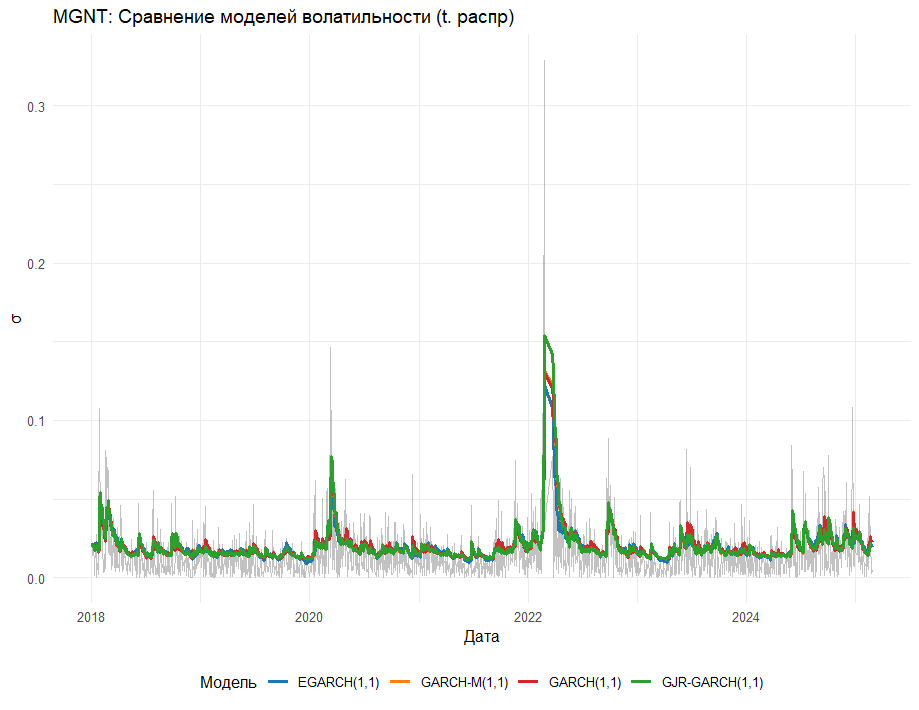 MGNT: Сравнение моделей волатильности (t. распр)
0.3
0.2
σ
0.1
0.0
2018 2020 2022 2024
Дата
Модель EGARCH(1,1) GARCH-M(1,1) GARCH(1,1) GJR-GARCH(1,1)